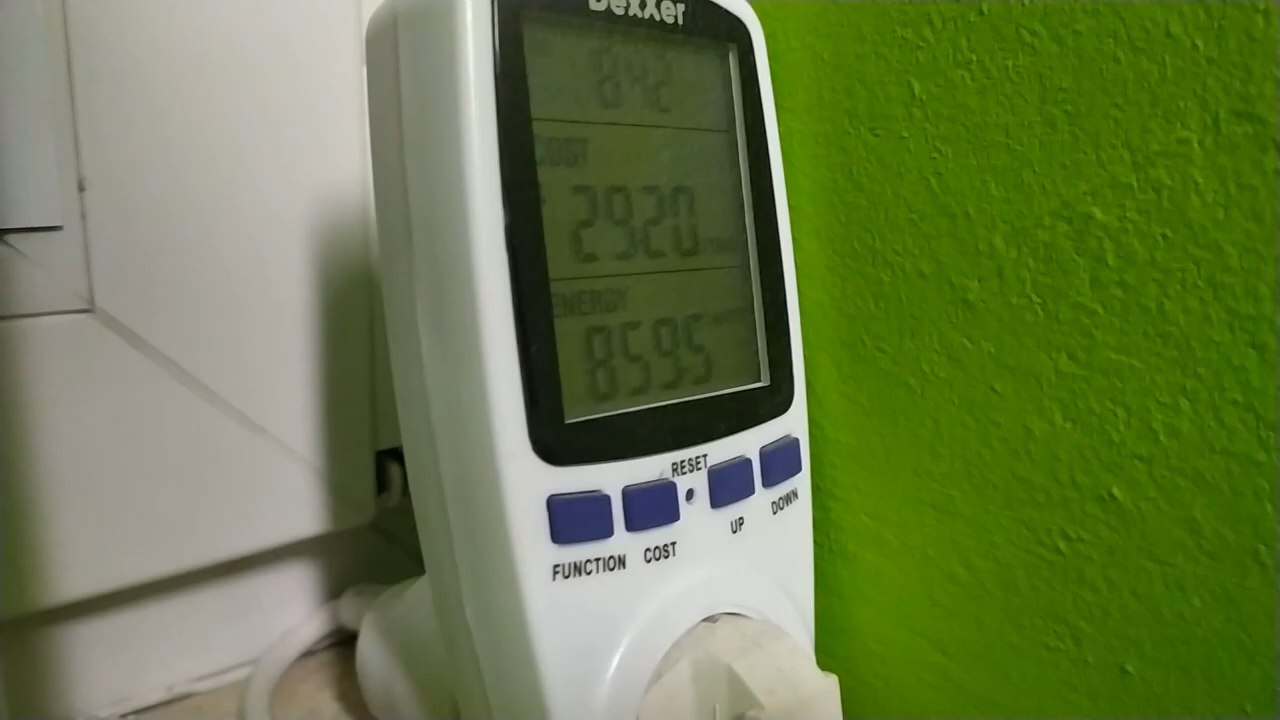 DexXer
842
COST
2920
ENERGY
8595
RESET
FUNCTION COST UP DOWN